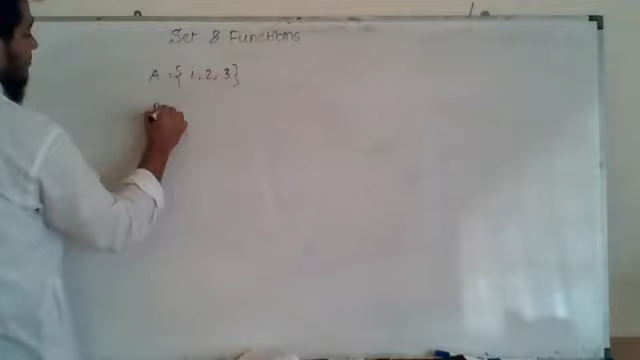 Set & Functions
A = { 1, 2, 3}